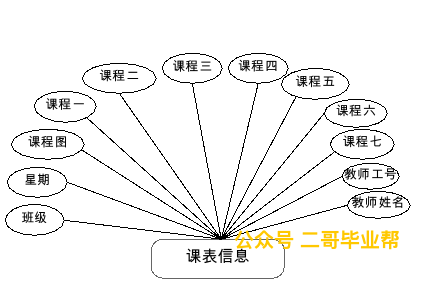 课程三
课程四
课程二
课程五
课程一
课程六
课程图
课程七
星期
教师工号
班级
教师姓名
公众号 二哥毕业帮
课表信息